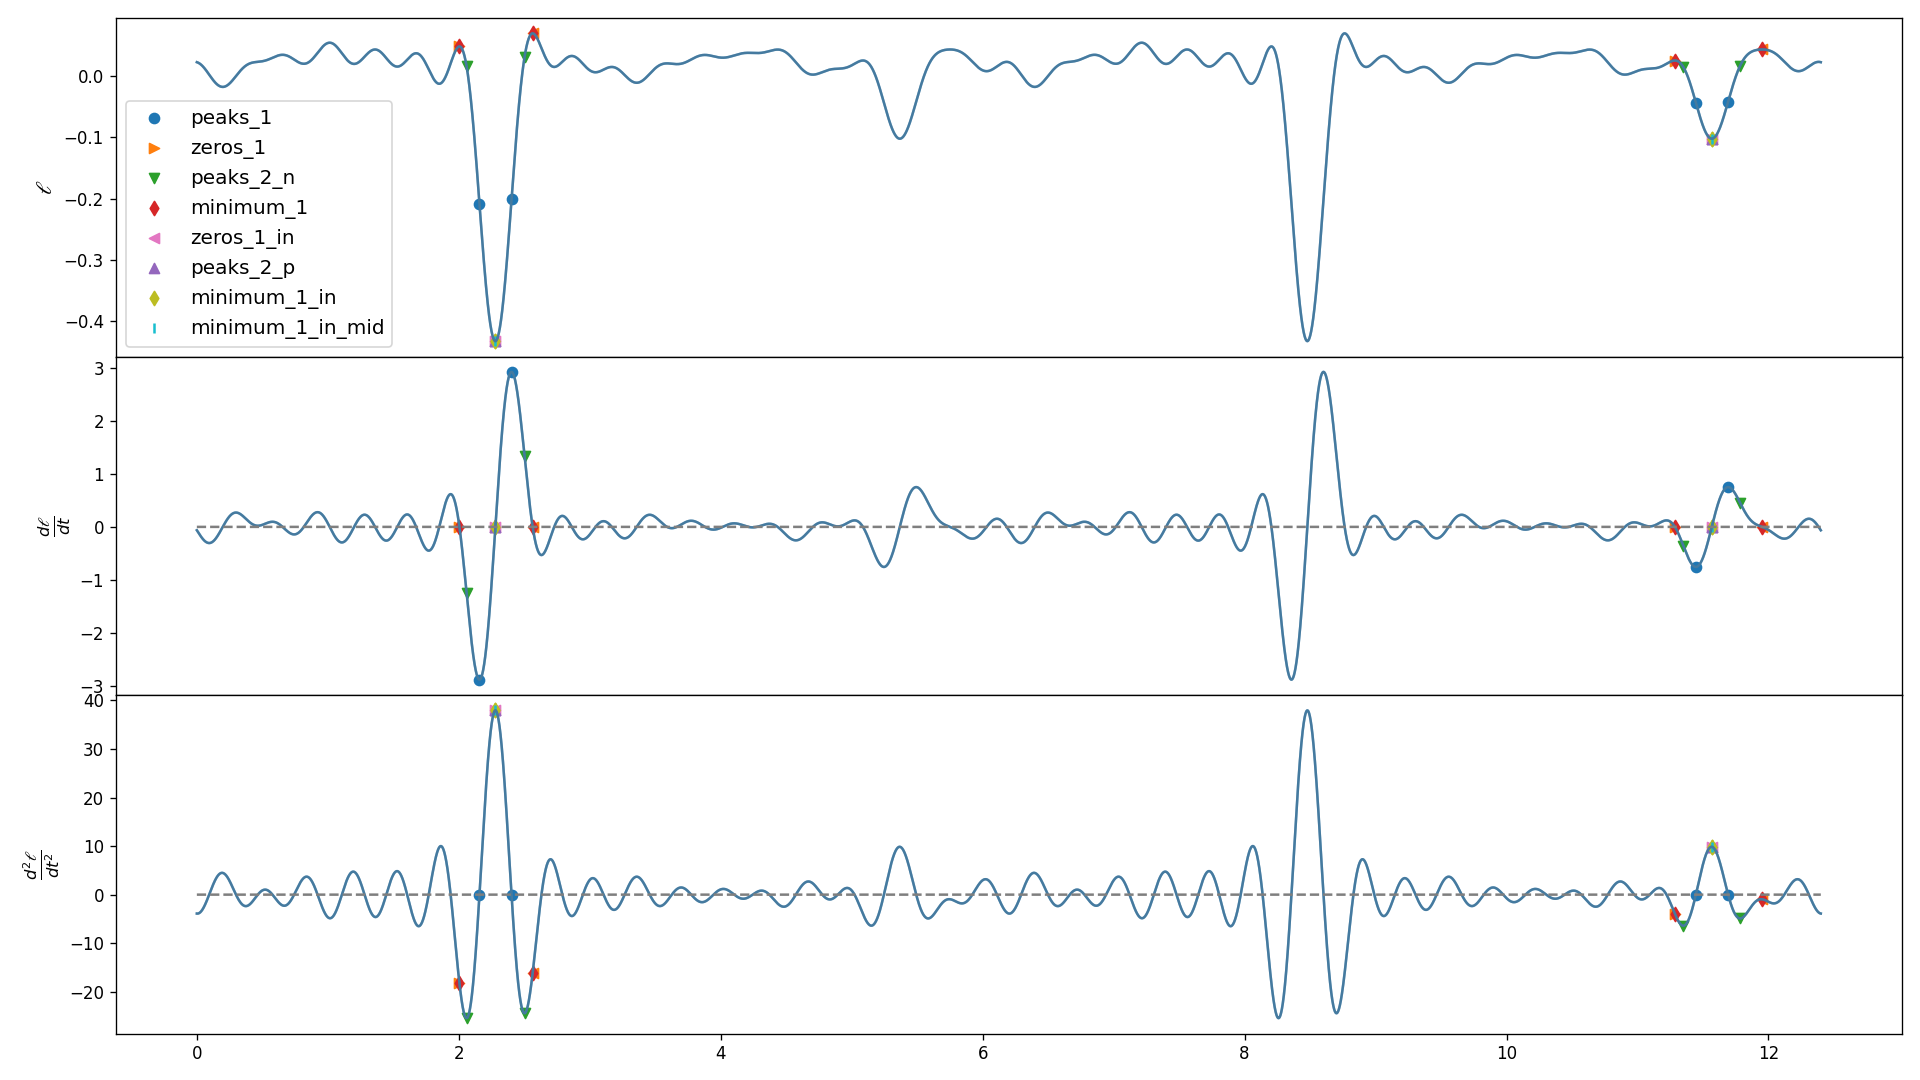 0.0
−0.1
−0.2
−0.3
−0.4
ℓ
peaks_1
zeros_1
peaks_2_n
minimum_1
zeros_1_in
peaks_2_p
minimum_1_in
minimum_1_in_mid
3
2
1
0
−1
−2
−3
dℓ
dt
40
30
20
10
0
−10
−20
d²ℓ
dt²
0 2 4 6 8 10 12